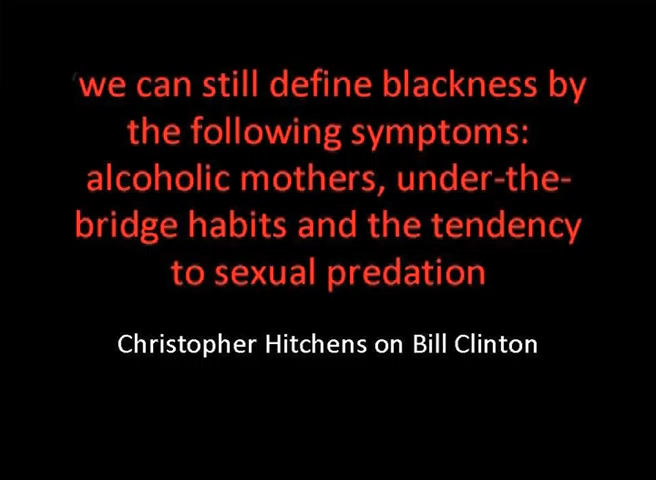 ‘we can still define blackness by
the following symptoms:
alcoholic mothers, under-the-
bridge habits and the tendency
to sexual predation
Christopher Hitchens on Bill Clinton